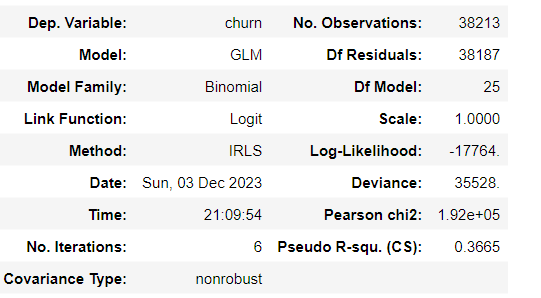 Dep. Variable: churn No. Observations: 38213
Model: GLM Df Residuals: 38187
Model Family: Binomial Df Model: 25
Link Function: Logit Scale: 1.0000
Method: IRLS Log-Likelihood: -17764.
Date: Sun, 03 Dec 2023 Deviance: 35528.
Time: 21:09:54 Pearson chi2: 1.92e+05
No. Iterations: 6 Pseudo R-squ. (CS): 0.3665
Covariance Type: nonrobust